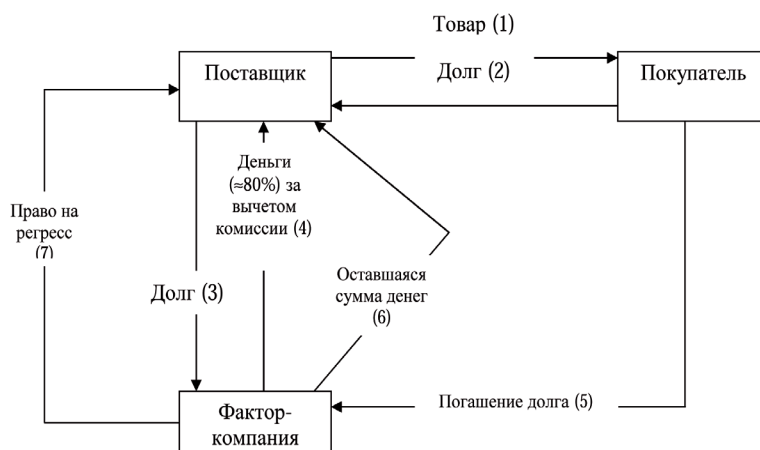 Товар (1)
Поставщик
Долг (2)
Покупатель
Деньги
(≈80%) за
вычетом
комиссии (4)
Право на
регресс
(7)
Оставшаяся
сумма денег
(6)
Долг (3)
Погашение долга (5)
Фактор-
компания